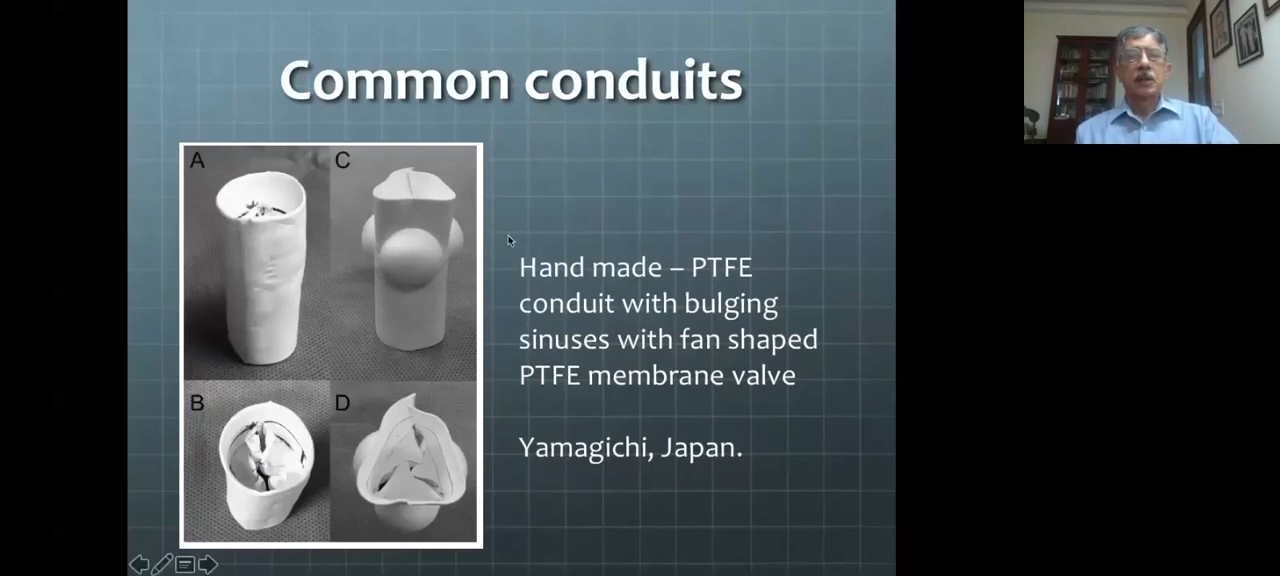 Common conduits
A
C
B
D
Hand made – PTFE
conduit with bulging
sinuses with fan shaped
PTFE membrane valve
Yamagichi, Japan.